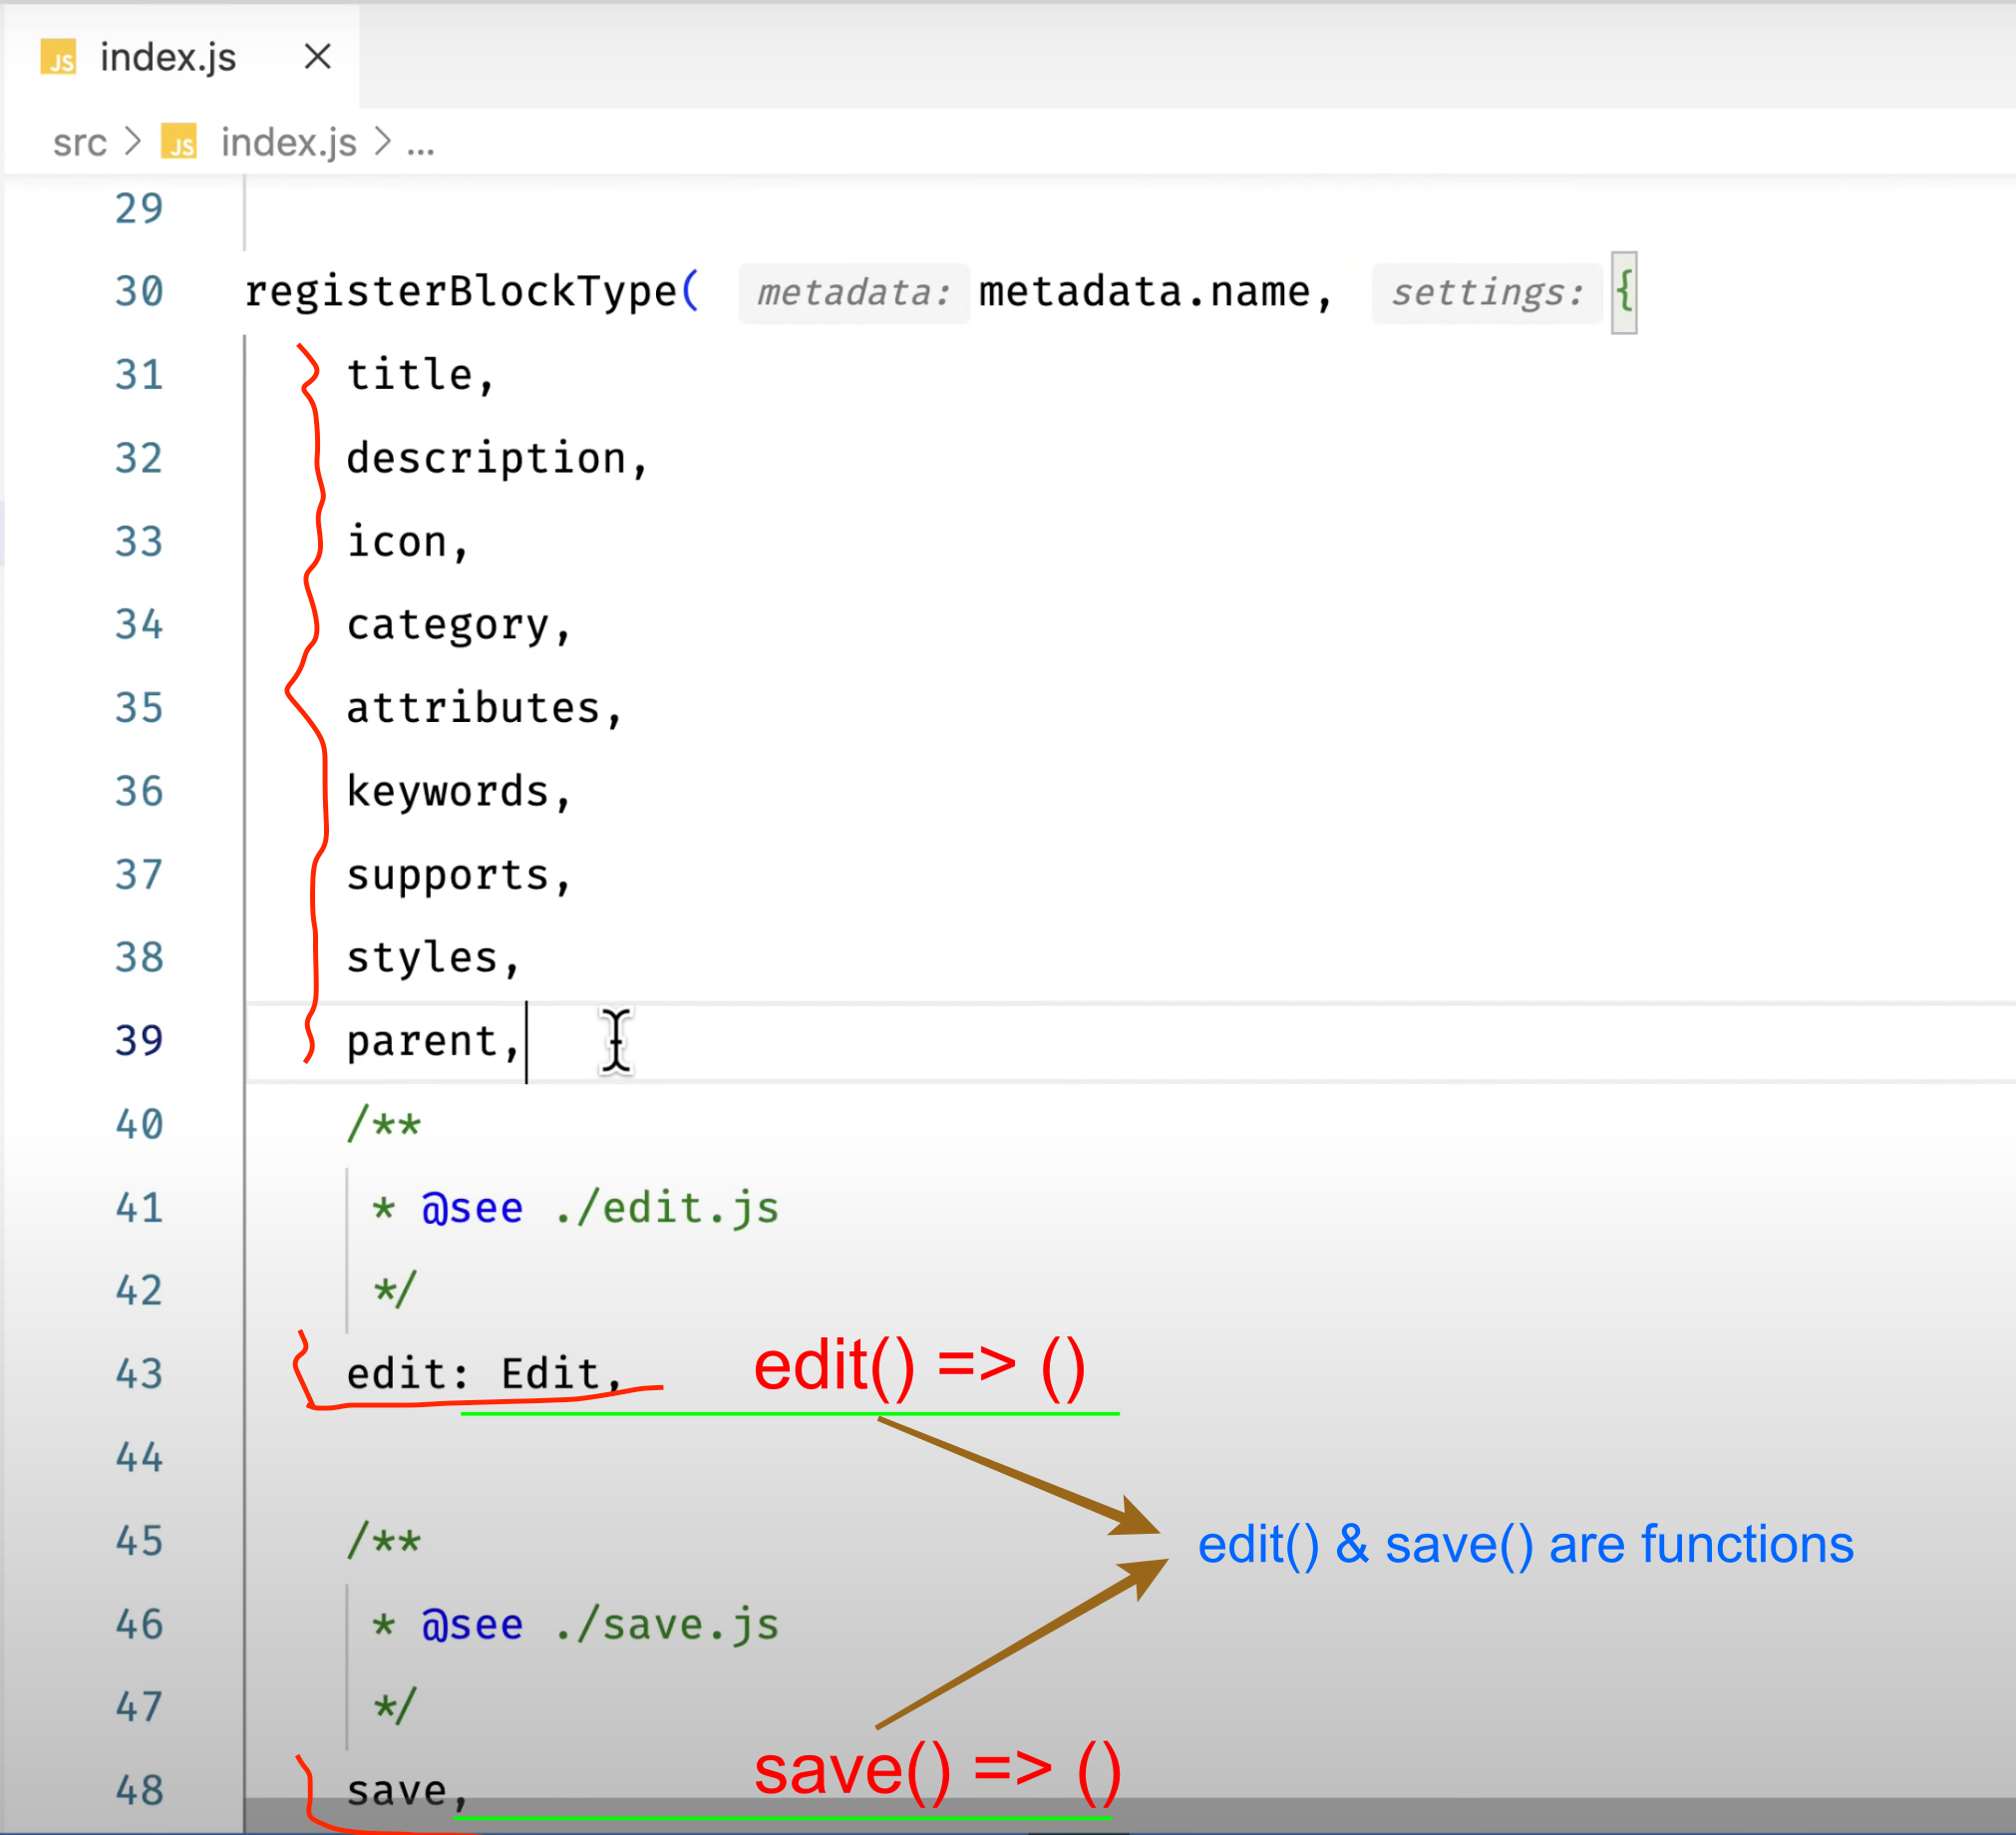 JS index.js
src > JS index.js > ...
29
30 registerBlockType( metadata: metadata.name, settings: {
31 title,
32 description,
33 icon,
34 category,
35 attributes,
36 keywords,
37 supports,
38 styles,
39 parent,
40 /**
41 * @see ./edit.js
42 */
43 edit: Edit, edit() => ()
44
edit() & save() are functions
45 /**
46 * @see ./save.js
47 */
48 save, save() => ()